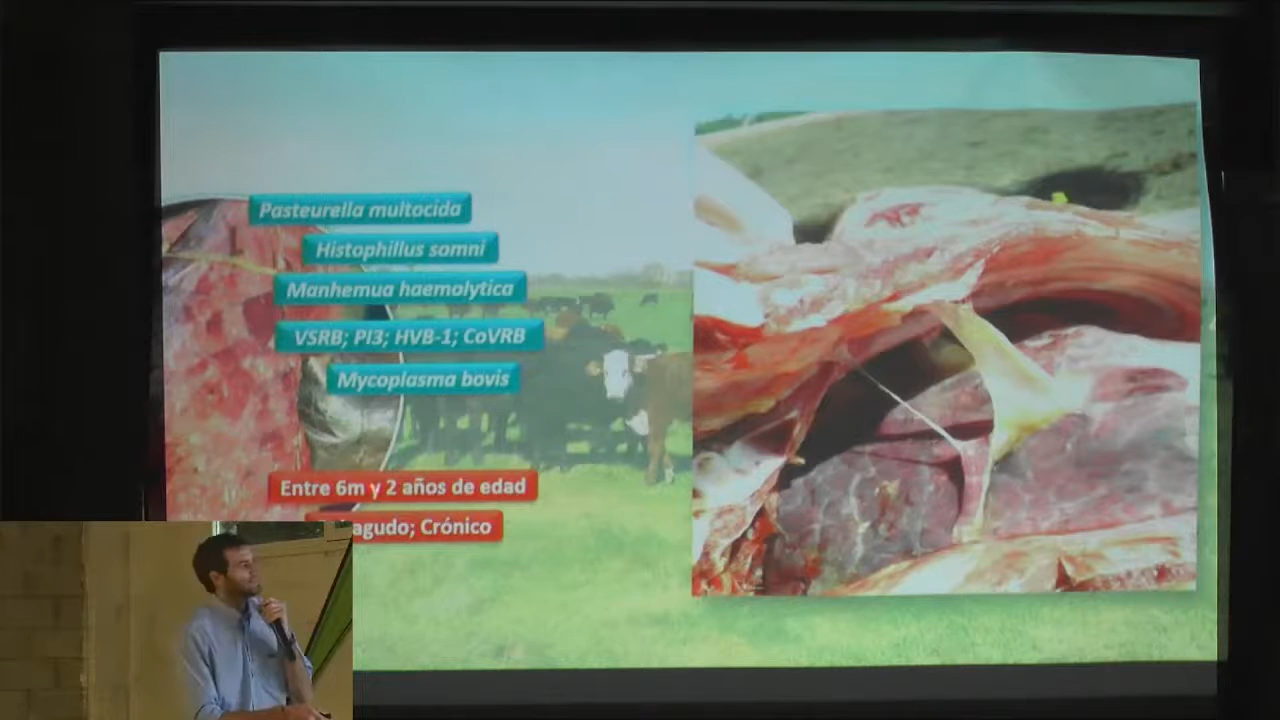 Pasteurella multocida
Histophillus somni
Manhemua haemolytica
VSRB; PI3; HVB-1; CoVRB
Mycoplasma bovis
Entre 6m y 2 años de edad
agudo; Crónico